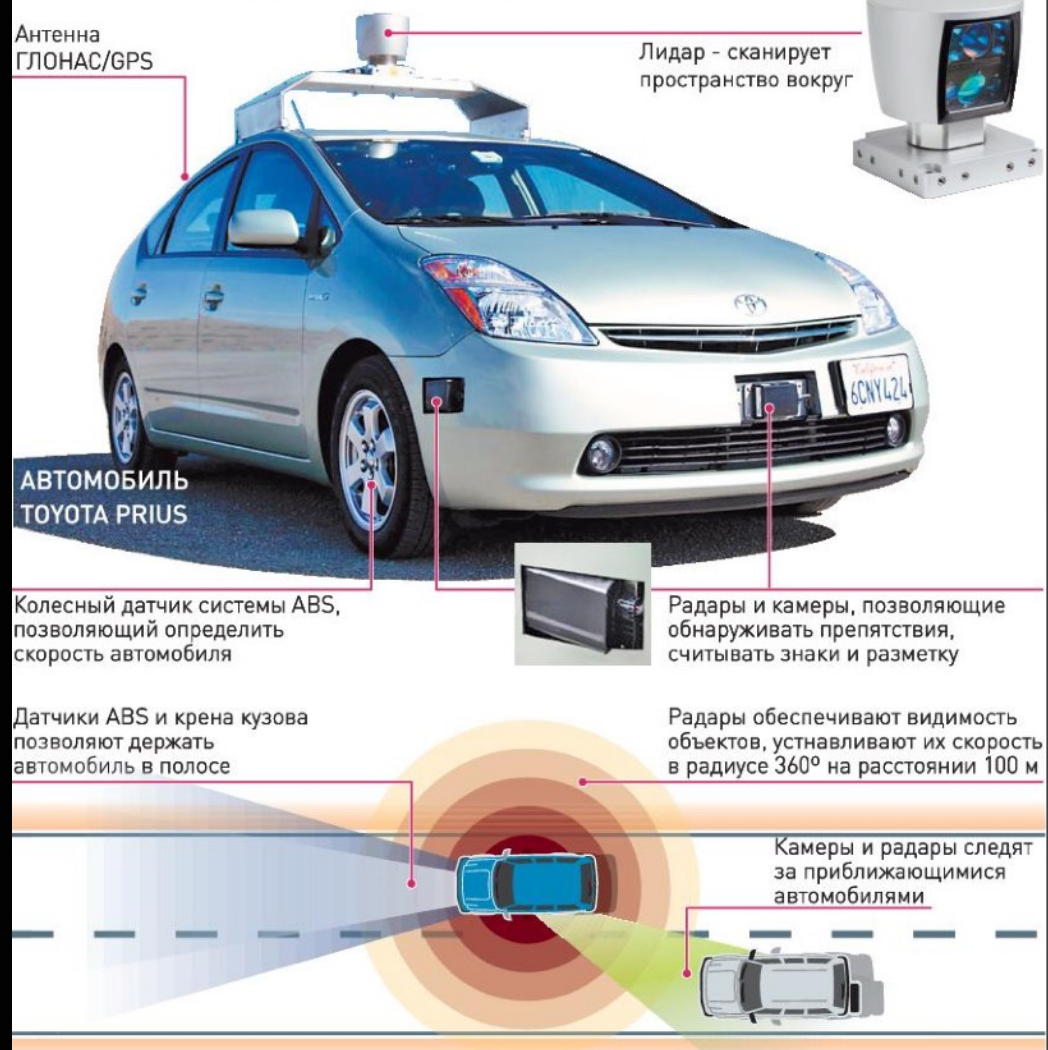 Антенна
ГЛОНАС/GPS
Лидар - сканирует
пространство вокруг
California
6CNY424
АВТОМОБИЛЬ
TOYOTA PRIUS
Колесный датчик системы ABS,
позволяющий определить
скорость автомобиля
Радары и камеры, позволяющие
обнаруживать препятствия,
считывать знаки и разметку
Датчики ABS и крена кузова
позволяют держать
автомобиль в полосе
Радары обеспечивают видимость
объектов, устнавливают их скорость
в радиусе 360º на расстоянии 100 м
Камеры и радары следят
за приближающимися
автомобилями